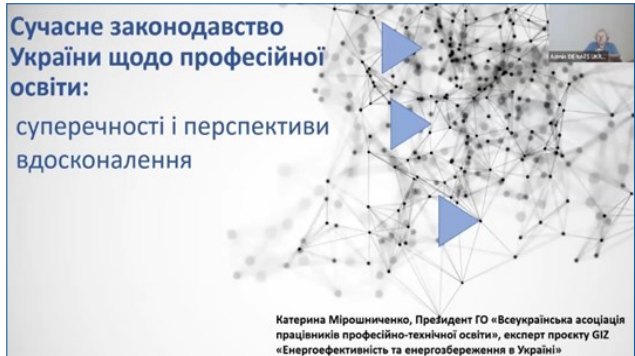 Сучасне законодавство
України щодо професійної
освіти:
суперечності і перспективи
вдосконалення
Катерина Мірошниченко, Президент ГО «Всеукраїнська асоціація
працівників професійно-технічної освіти», експерт проєкту GIZ
«Енергоефективність та енергозбереження в Україні»